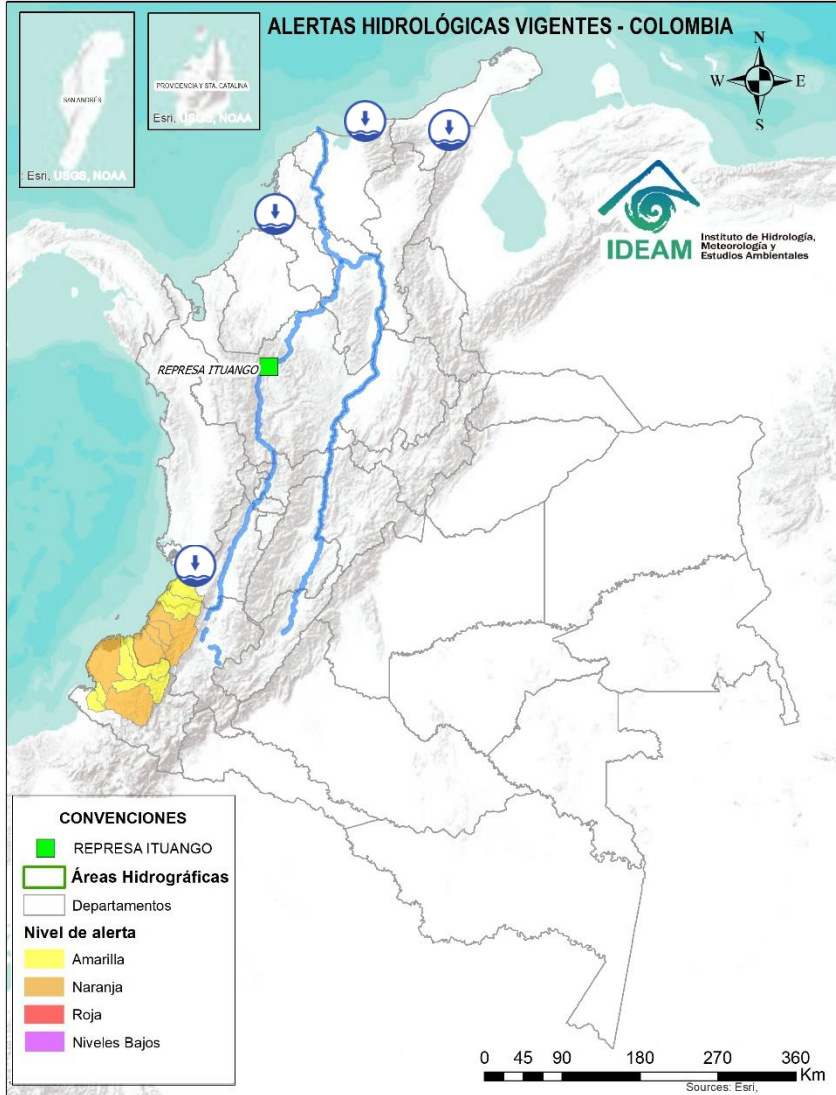 ALERTAS HIDROLÓGICAS VIGENTES - COLOMBIA
SAN ANDRÉS
Esri, USGS, NOAA
PROVIDENCIA Y STA. CATALINA
Esri, USGS, NOAA
N
W
E
S
IDEAM
Instituto de Hidrología,
Meteorología y
Estudios Ambientales
REPRESA ITUANGO
CONVENCIONES
REPRESA ITUANGO
Áreas Hidrográficas
Departamentos
Nivel de alerta
Amarilla
Naranja
Roja
Niveles Bajos
0 45 90 180 270 360
Km
Sources: Esri,